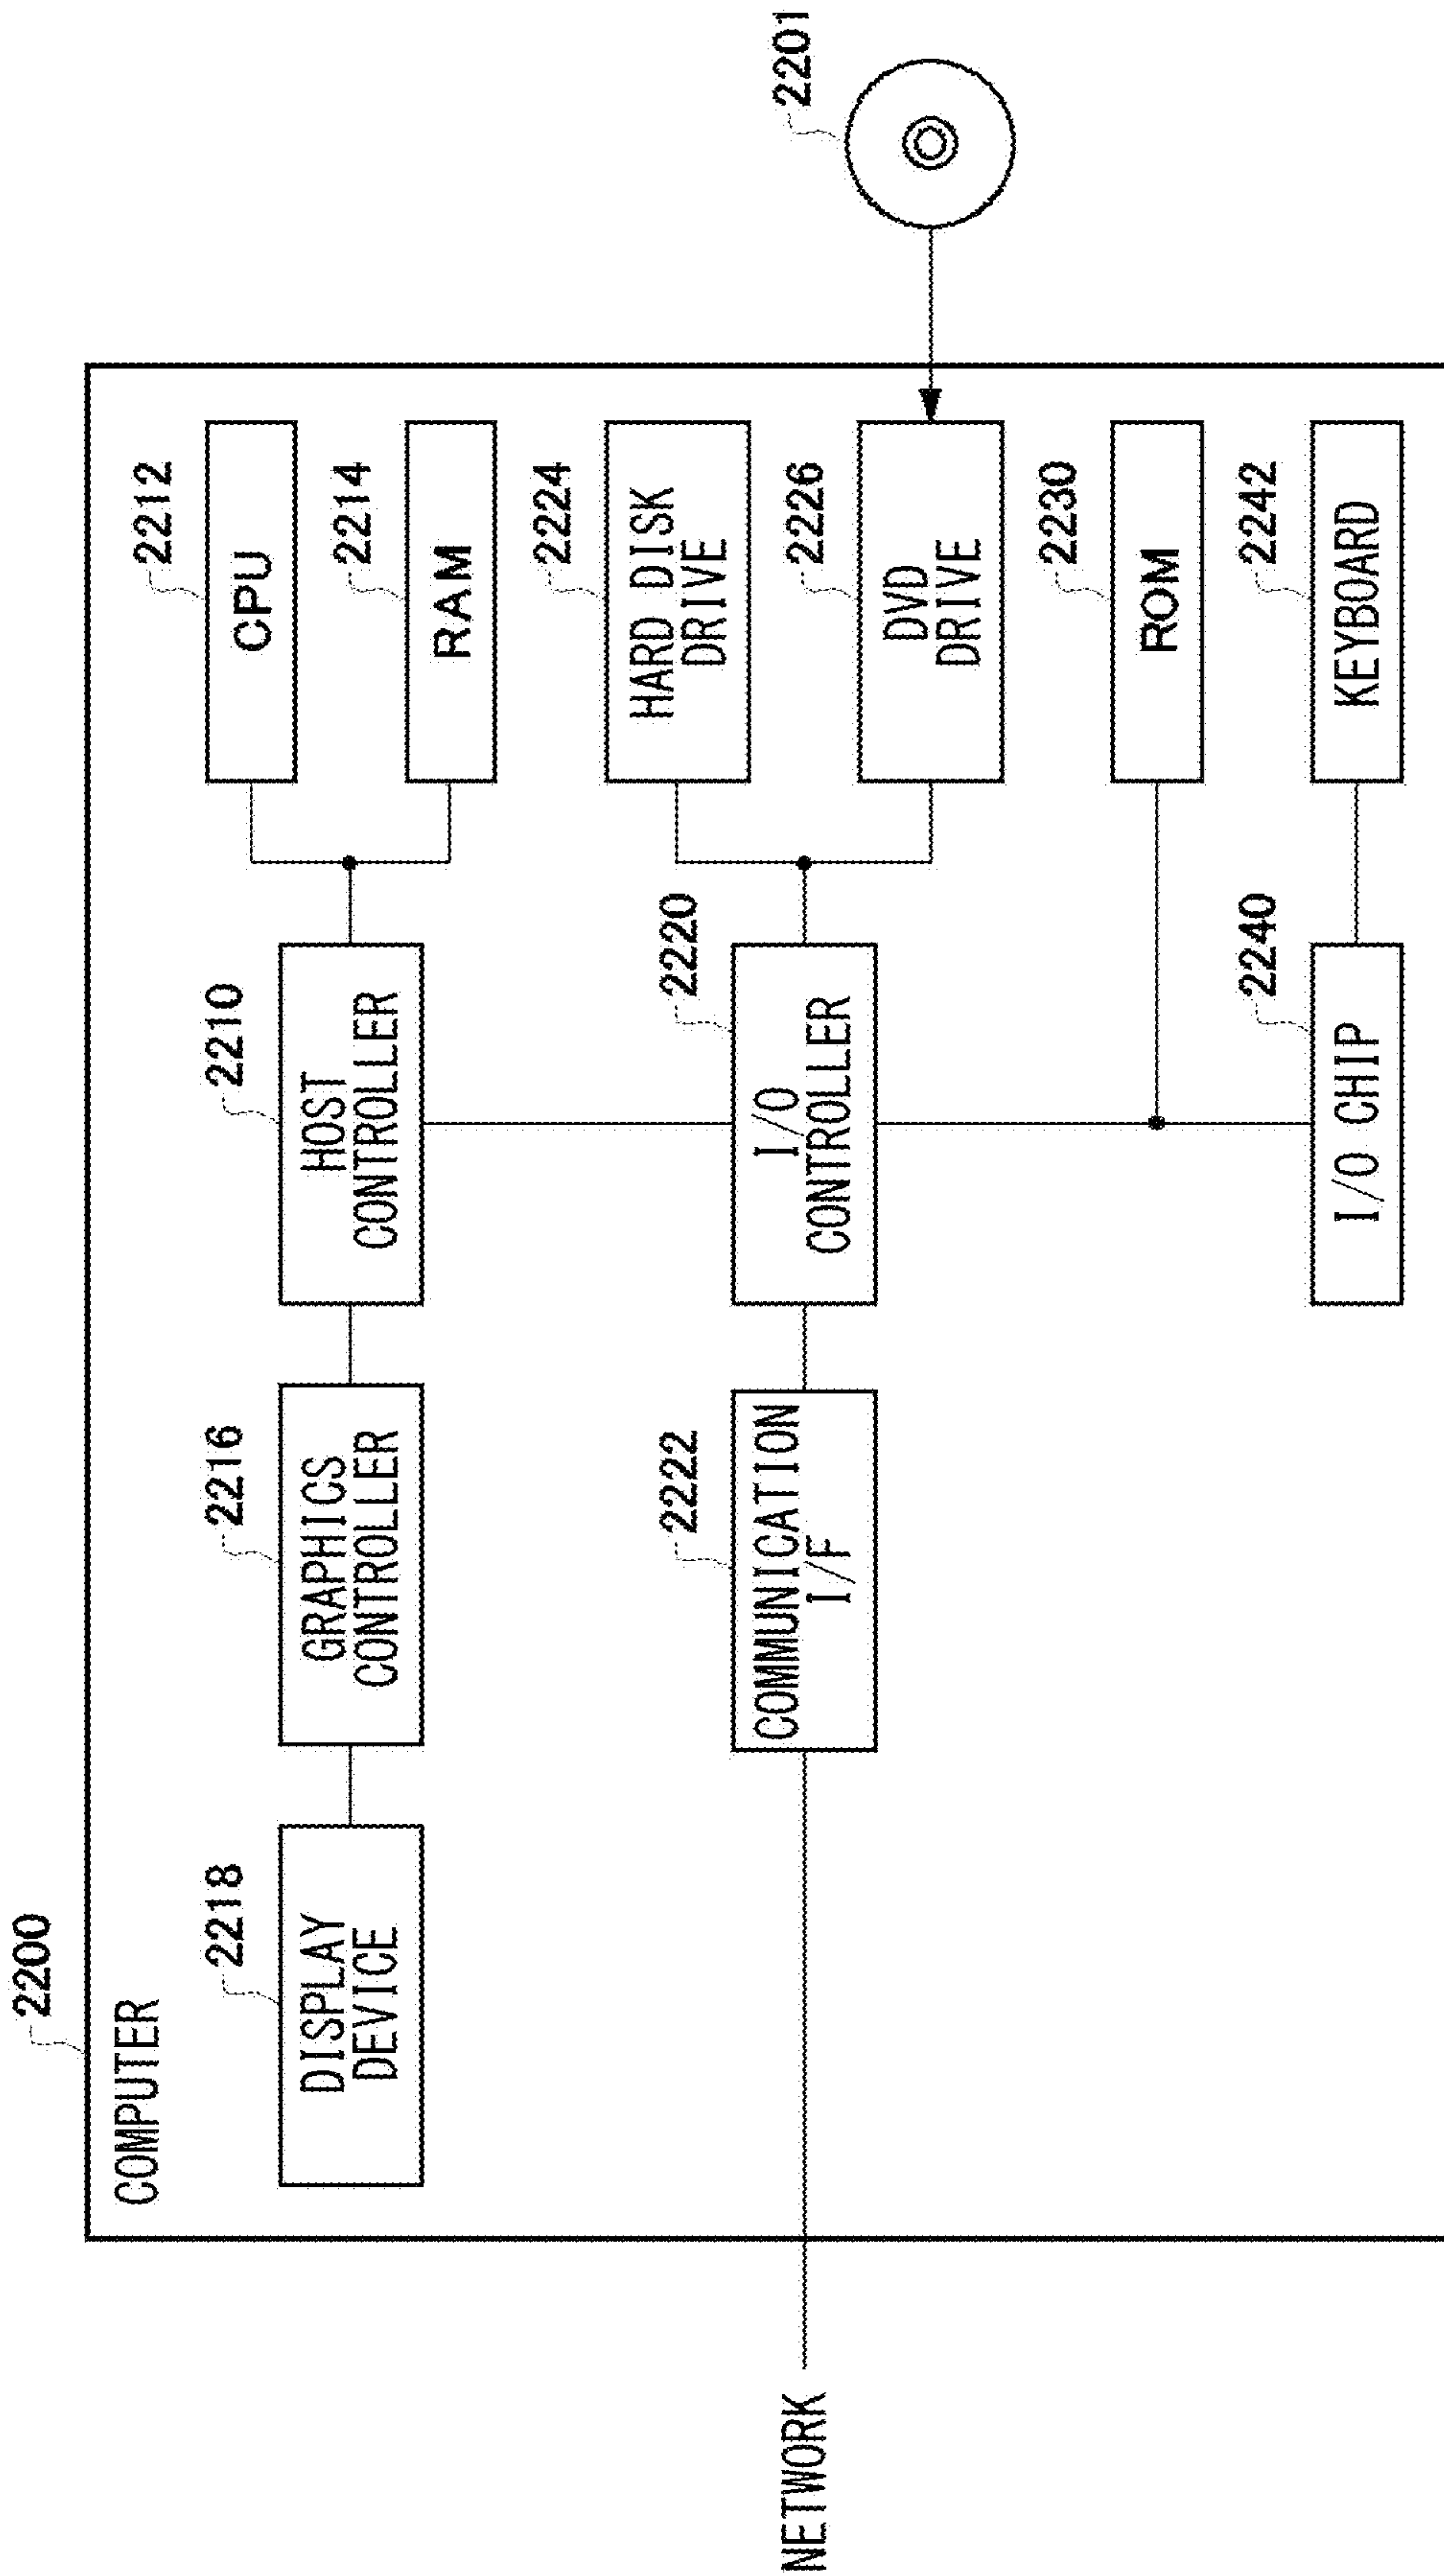 2200
COMPUTER
2212
CPU
2218
DISPLAY
DEVICE
2216
GRAPHICS
CONTROLLER
2210
HOST
CONTROLLER
2214
RAM
2224
HARD DISK
DRIVE
2201
NETWORK
2222
COMMUNICATION
I/F
2220
I/O
CONTROLLER
2226
DVD
DRIVE
2230
ROM
2240
I/O CHIP
2242
KEYBOARD